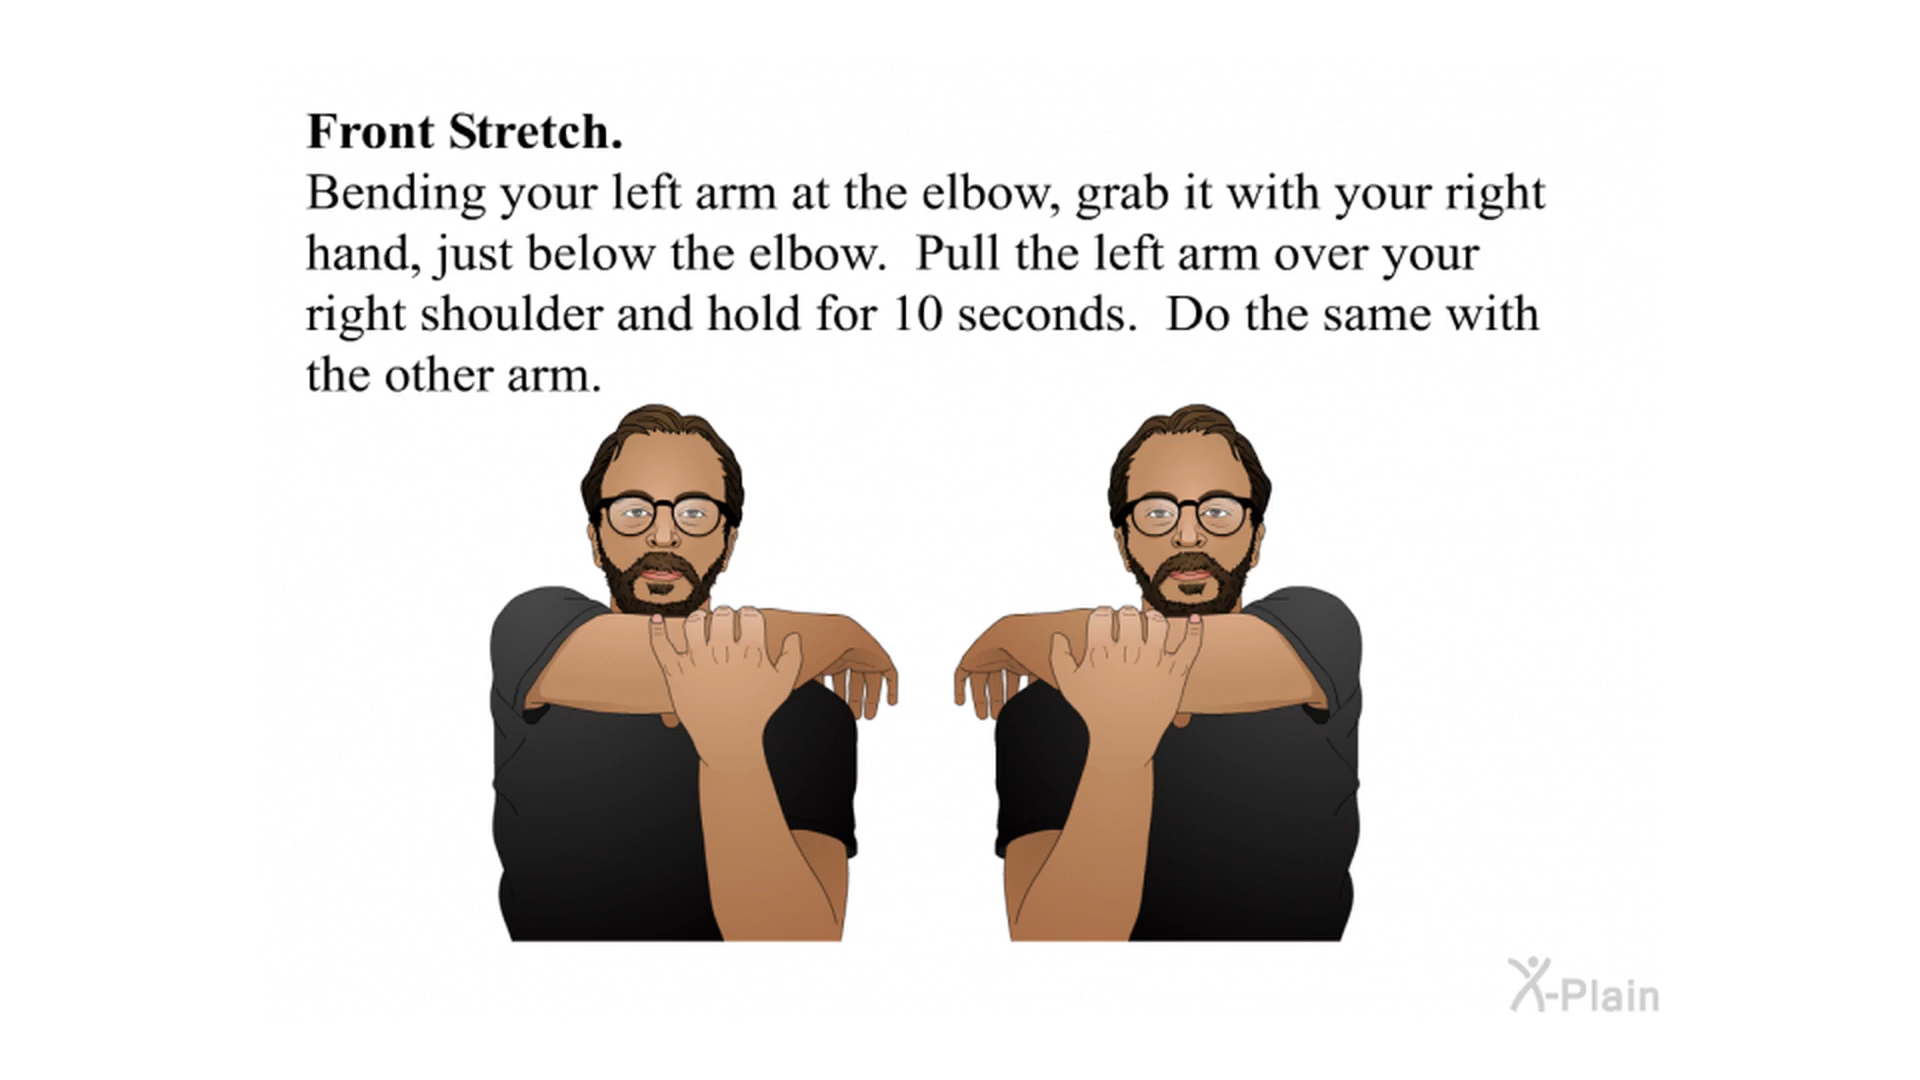 Front Stretch.
Bending your left arm at the elbow, grab it with your right
hand, just below the elbow.  Pull the left arm over your
right shoulder and hold for 10 seconds.  Do the same with
the other arm.
X-Plain